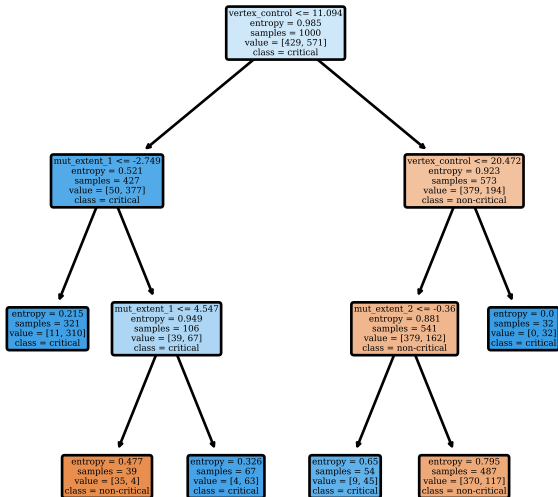 vertex_control <= 11.094
entropy = 0.985
samples = 1000
value = [429, 571]
class = critical
mut_extent_1 <= -2.749
entropy = 0.521
samples = 427
value = [50, 377]
class = critical
vertex_control <= 20.472
entropy = 0.923
samples = 573
value = [379, 194]
class = non-critical
entropy = 0.215
samples = 321
value = [11, 310]
class = critical
mut_extent_1 <= 4.547
entropy = 0.949
samples = 106
value = [39, 67]
class = critical
mut_extent_2 <= -0.36
entropy = 0.881
samples = 541
value = [379, 162]
class = non-critical
entropy = 0.0
samples = 32
value = [0, 32]
class = critical
entropy = 0.477
samples = 39
value = [35, 4]
class = non-critical
entropy = 0.326
samples = 67
value = [4, 63]
class = critical
entropy = 0.65
samples = 54
value = [9, 45]
class = critical
entropy = 0.795
samples = 487
value = [370, 117]
class = non-critical